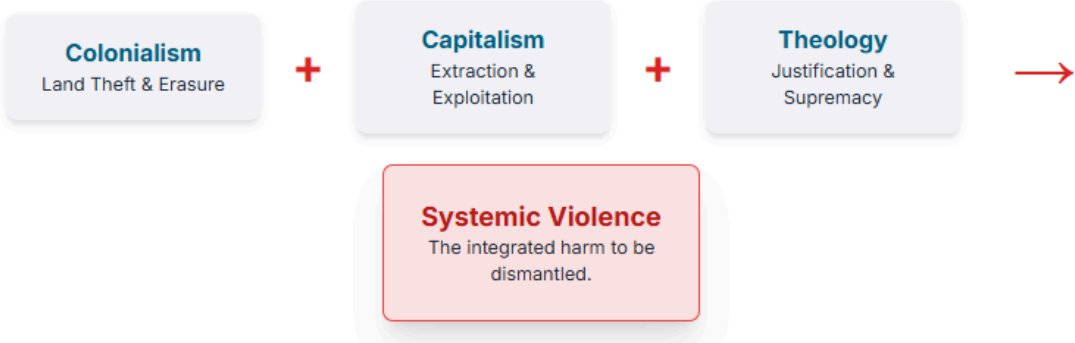 Colonialism
Land Theft & Erasure
+
Capitalism
Extraction &
Exploitation
+
Theology
Justification &
Supremacy
→
Systemic Violence
The integrated harm to be
dismantled.